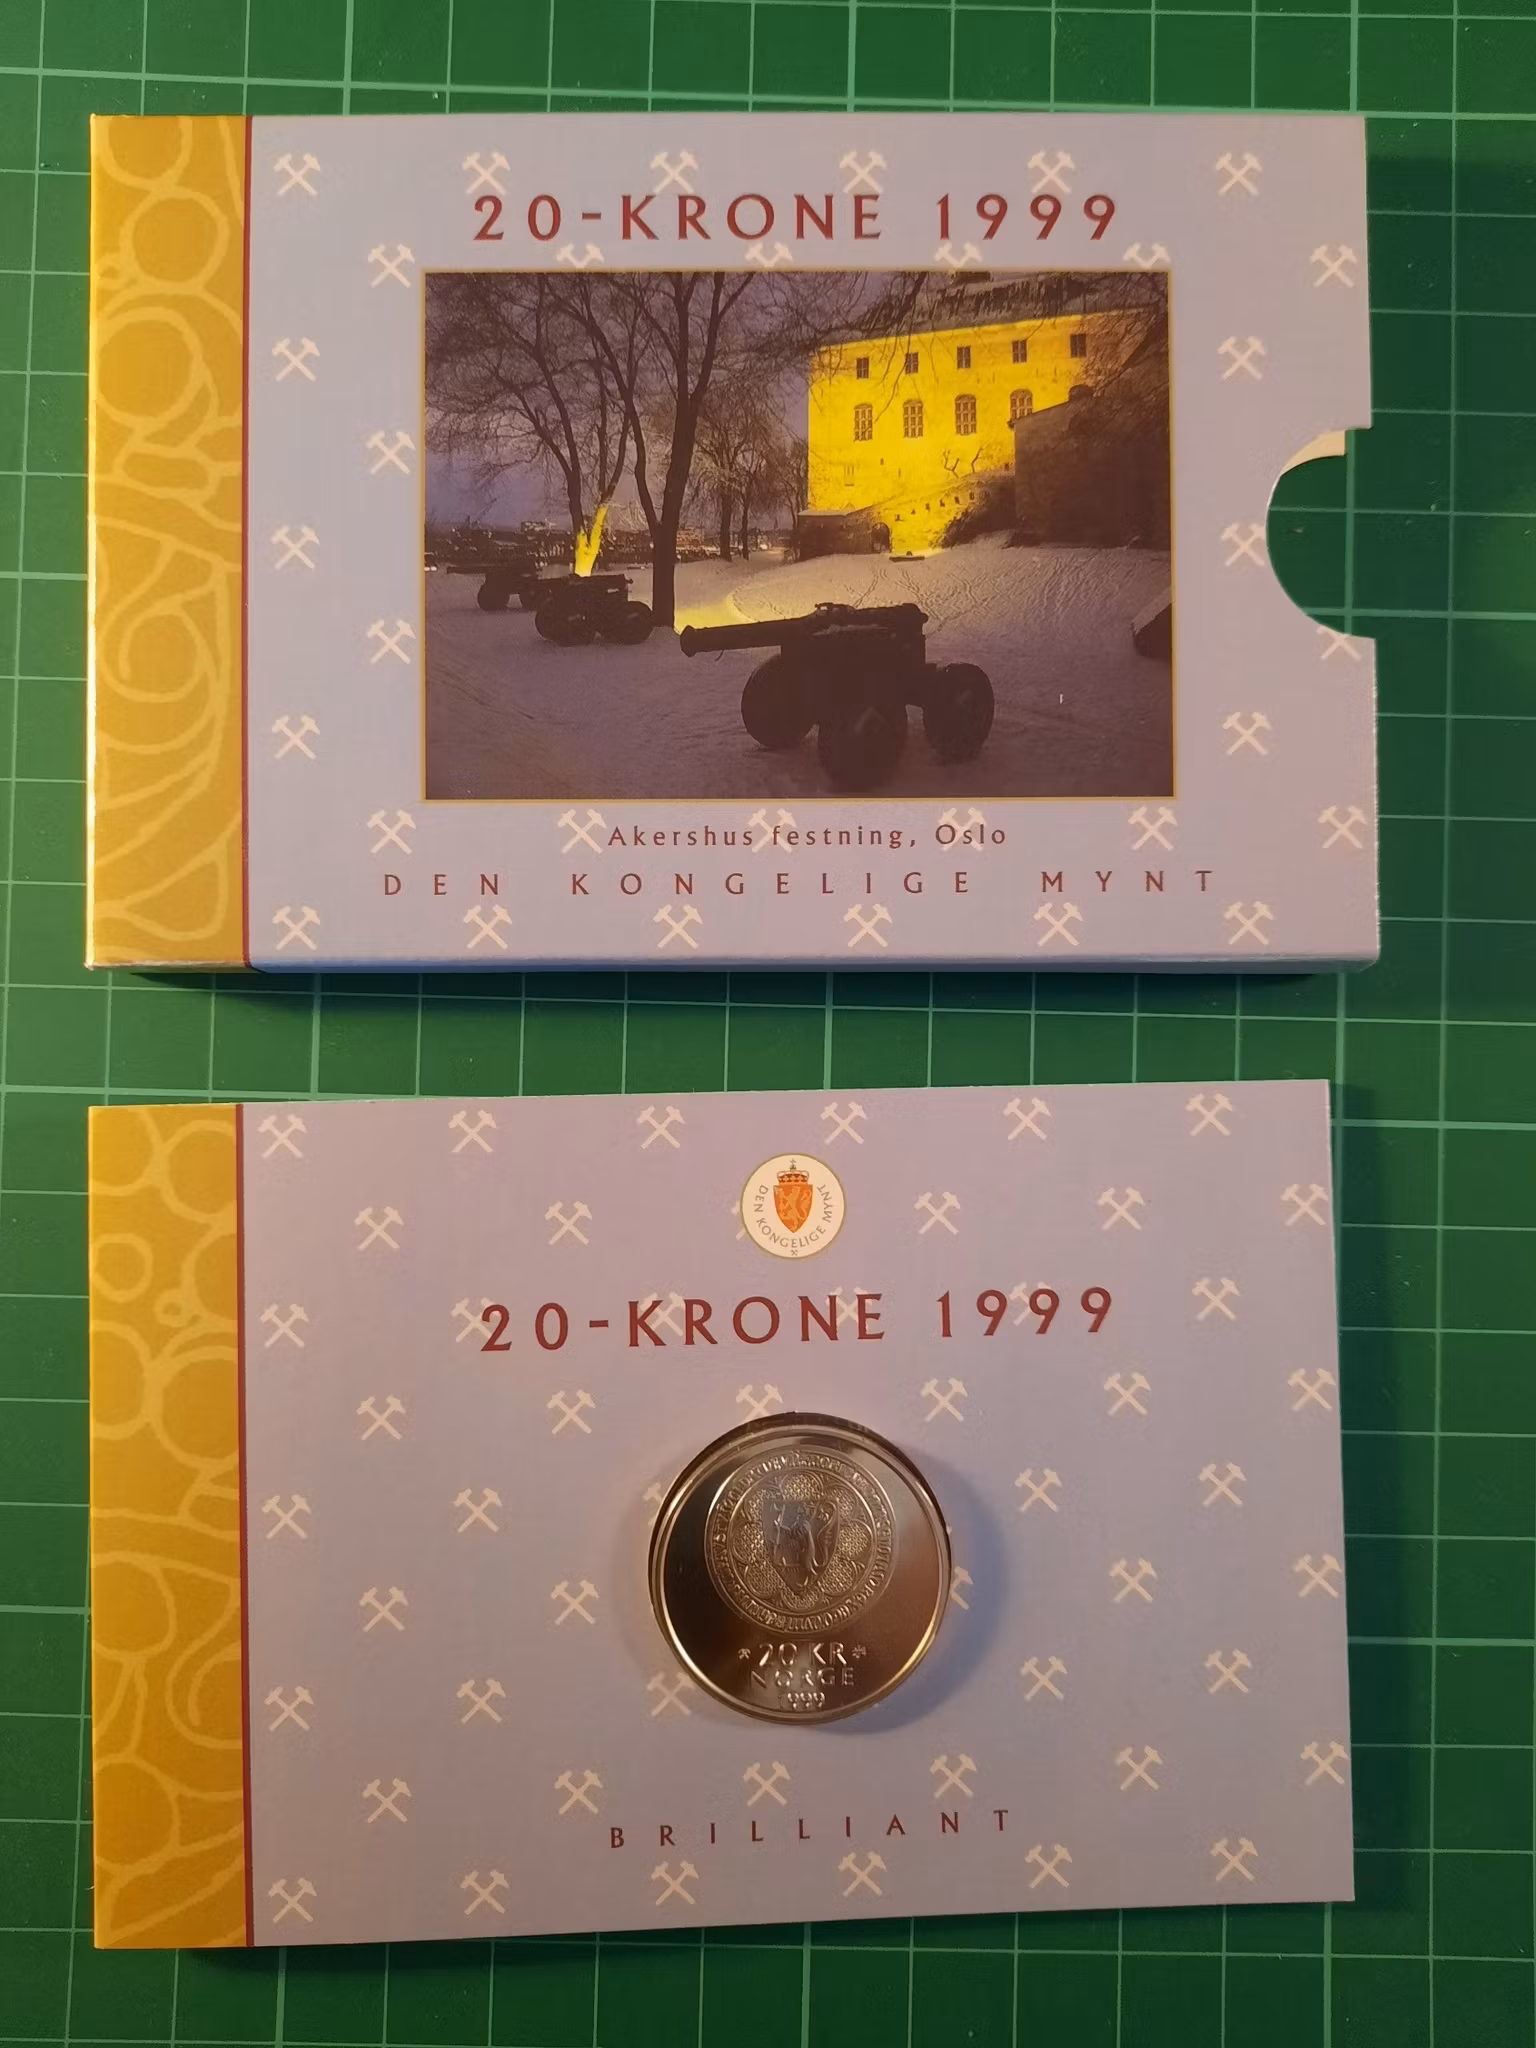 20-KRONE 1999
Akershus festning, Oslo
DEN KONGELIGE MYNT
DEN KONGELIGE MYNT
20-KRONE 1999
20 KR
NORGE
1999
BRILLIANT